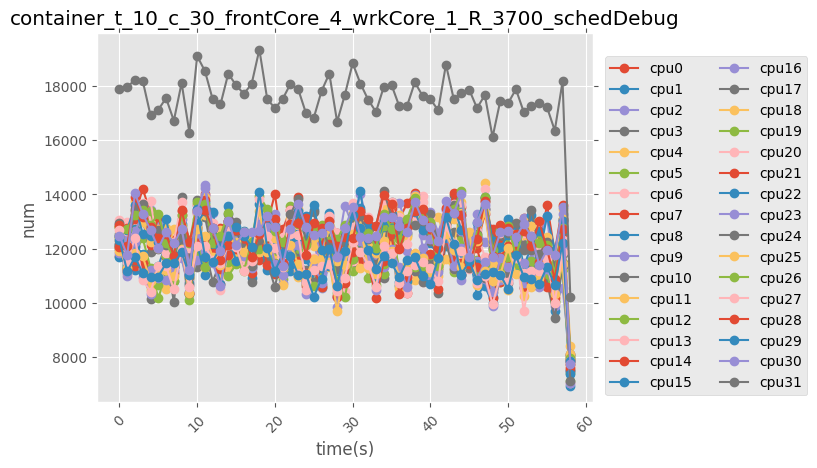 container_t_10_c_30_frontCore_4_wrkCore_1_R_3700_schedDebug
num
18000
16000
14000
12000
10000
8000
0
10
20
30
40
50
60
time(s)
cpu0
cpu1
cpu2
cpu3
cpu4
cpu5
cpu6
cpu7
cpu8
cpu9
cpu10
cpu11
cpu12
cpu13
cpu14
cpu15
cpu16
cpu17
cpu18
cpu19
cpu20
cpu21
cpu22
cpu23
cpu24
cpu25
cpu26
cpu27
cpu28
cpu29
cpu30
cpu31